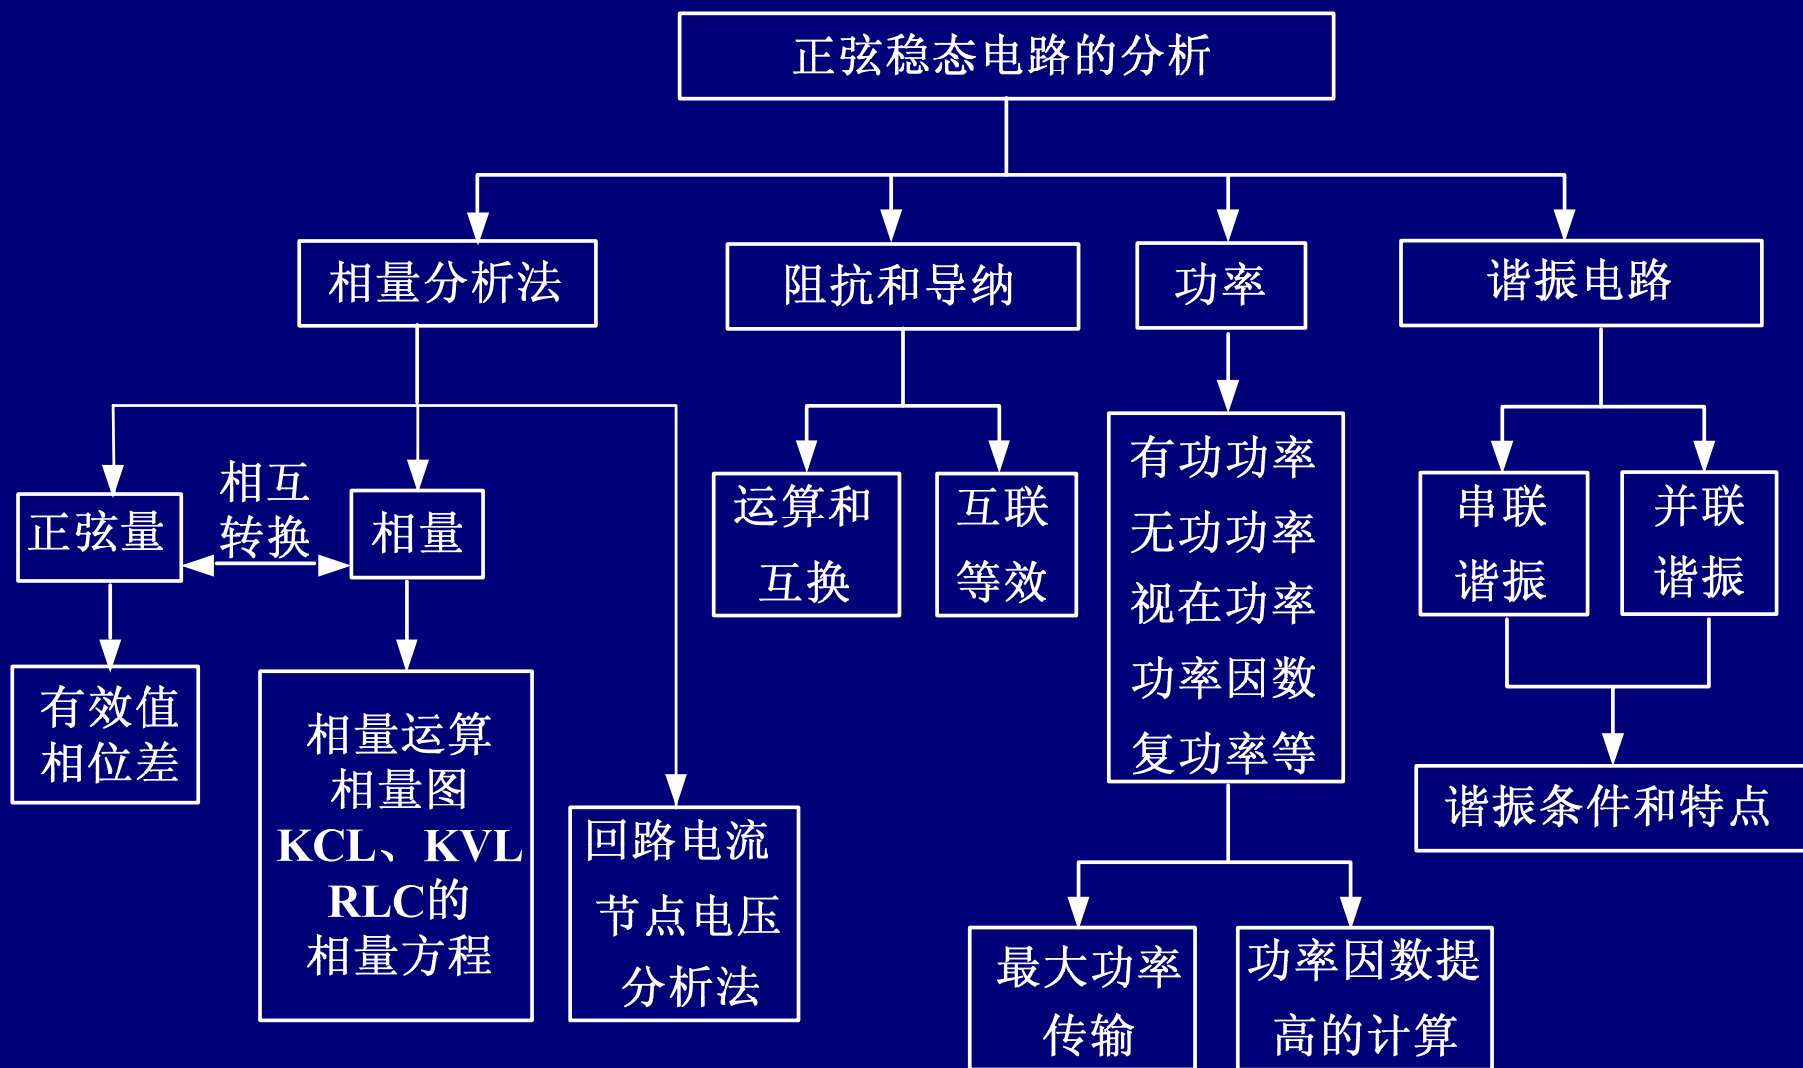 正弦稳态电路的分析
相量分析法
阻抗和导纳
功率
谐振电路
正弦量
相互
转换
相量
运算和
互换
互联
等效
有功功率
无功功率
视在功率
功率因数
复功率等
串联
谐振
并联
谐振
有效值
相位差
相量运算
相量图
KCL、KVL
RLC的
相量方程
回路电流
节点电压
分析法
谐振条件和特点
最大功率
传输
功率因数提
高的计算